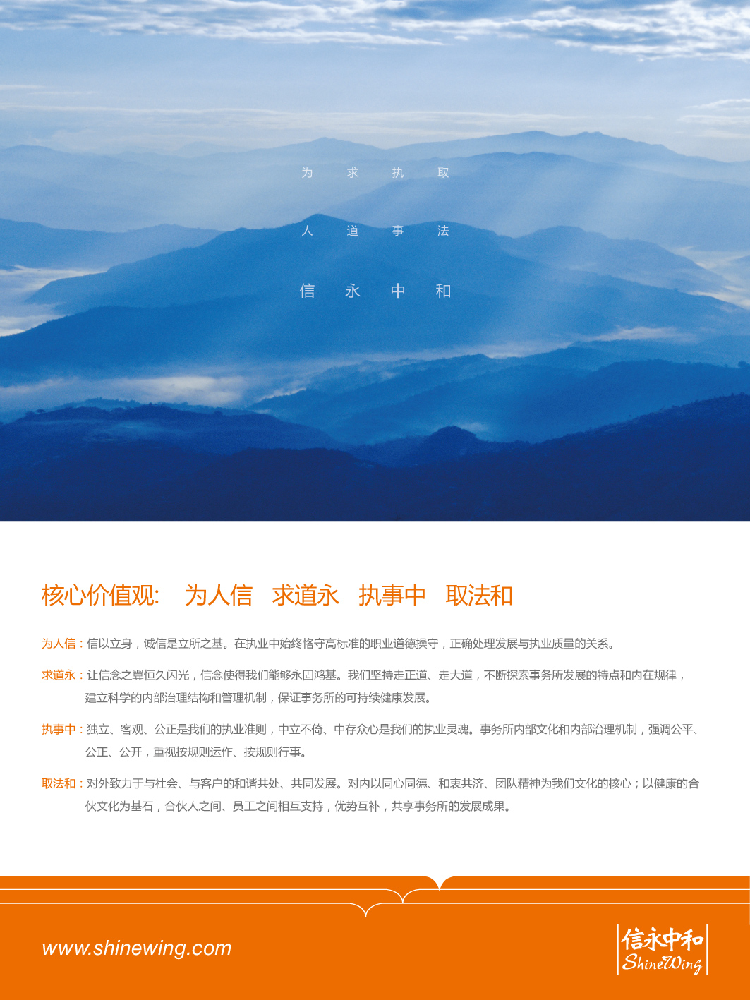 为 求 执 取
人 道 事 法
信 永 中 和
核心价值观: 为人信 求道永 执事中 取法和
为人信：信以立身，诚信是立所之基。在执业中始终恪守高标准的职业道德操守，正确处理发展与执业质量的关系。
求道永：让信念之翼恒久闪光，信念使得我们能够永固鸿基。我们坚持走正道、走大道，不断探索事务所发展的特点和内在规律，
建立科学的内部治理结构和管理机制，保证事务所的可持续健康发展。
执事中：独立、客观、公正是我们的执业准则，中立不倚、中存众心是我们的执业灵魂。事务所内部文化和内部治理机制，强调公平、
公正、公开，重视按规则运作、按规则行事。
取法和：对外致力于与社会、与客户的和谐共处、共同发展。对内以同心同德、和衷共济、团队精神为我们文化的核心；以健康的合
伙文化为基石，合伙人之间、员工之间相互支持，优势互补，共享事务所的发展成果。
www.shinewing.com
信永中和
ShineWing